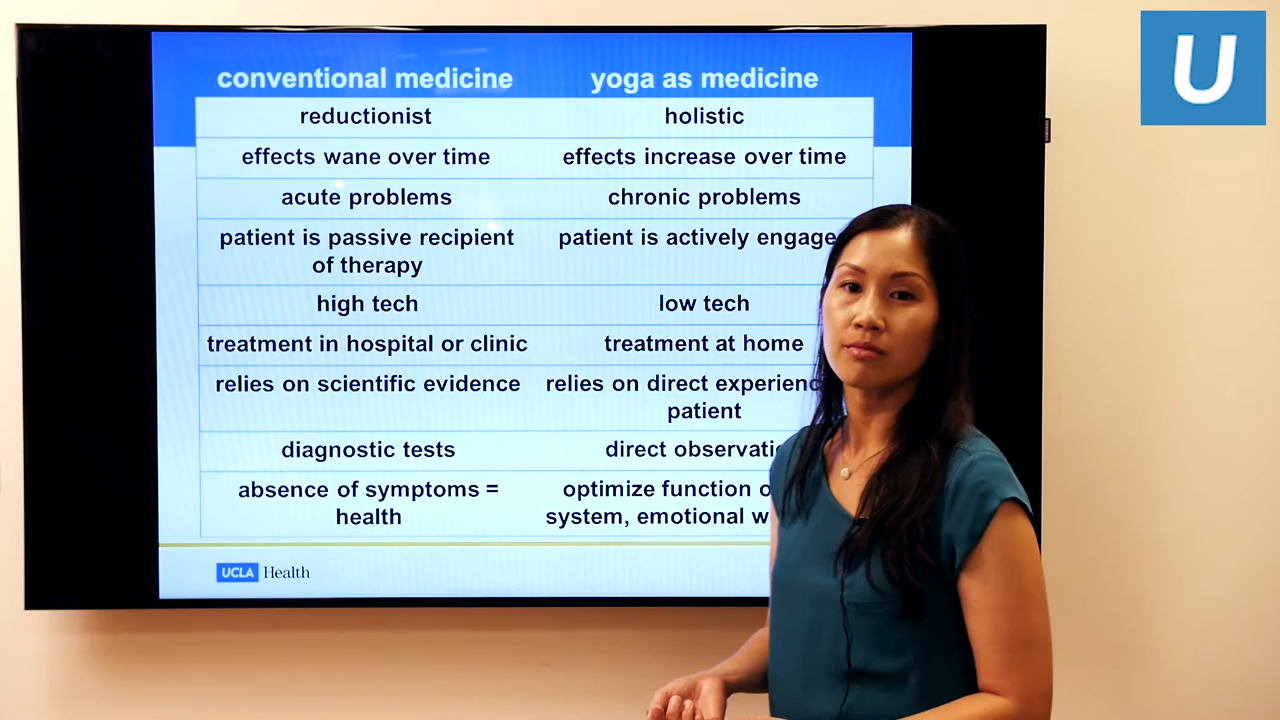 U
conventional medicine yoga as medicine
reductionist holistic
effects wane over time effects increase over time
acute problems chronic problems
patient is passive recipient patient is actively
of therapy
high tech low tech
treatment in hospital or clinic treatment at home
relies on scientific evidence relies on direct
patient
diagnostic tests direct
absence of symptoms = optimize function
health system, emotional
UCLA Health